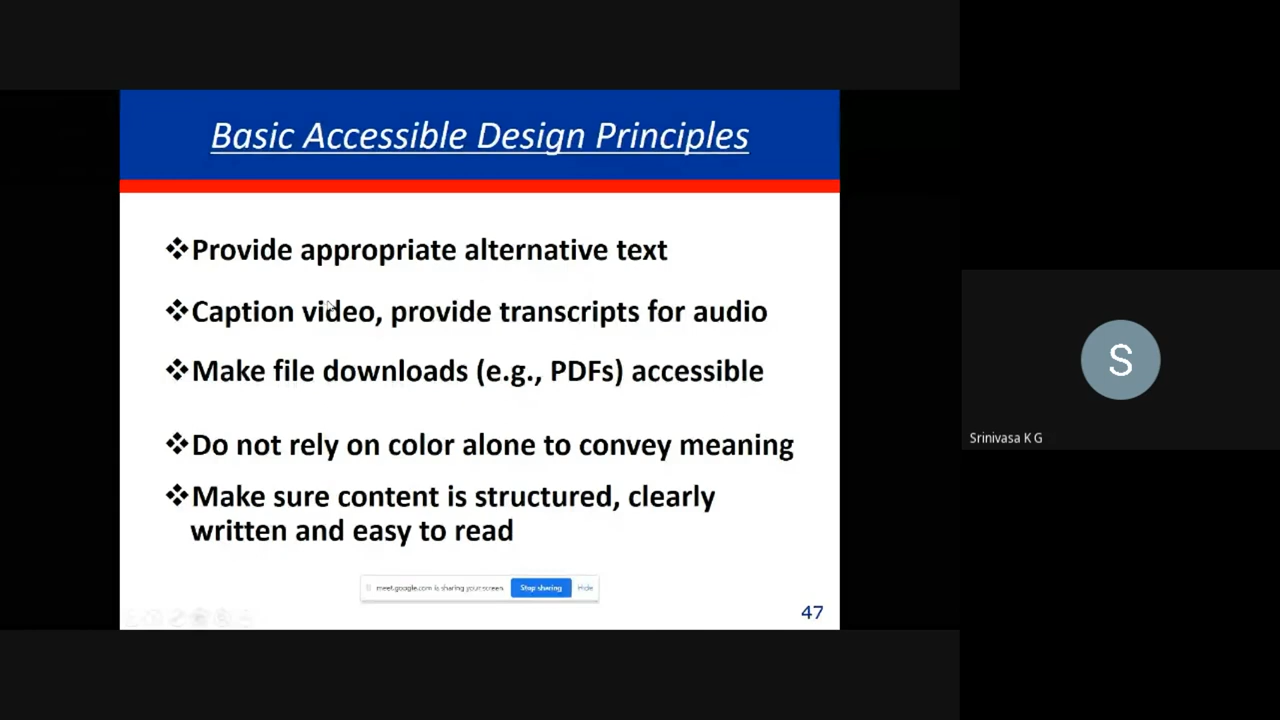 Basic Accessible Design Principles
❖Provide appropriate alternative text
❖Caption video, provide transcripts for audio
❖Make file downloads (e.g., PDFs) accessible
❖Do not rely on color alone to convey meaning
❖Make sure content is structured, clearly
written and easy to read
meet.google.com is sharing your screen Stop sharing Hide
47
S
Srinivasa K G